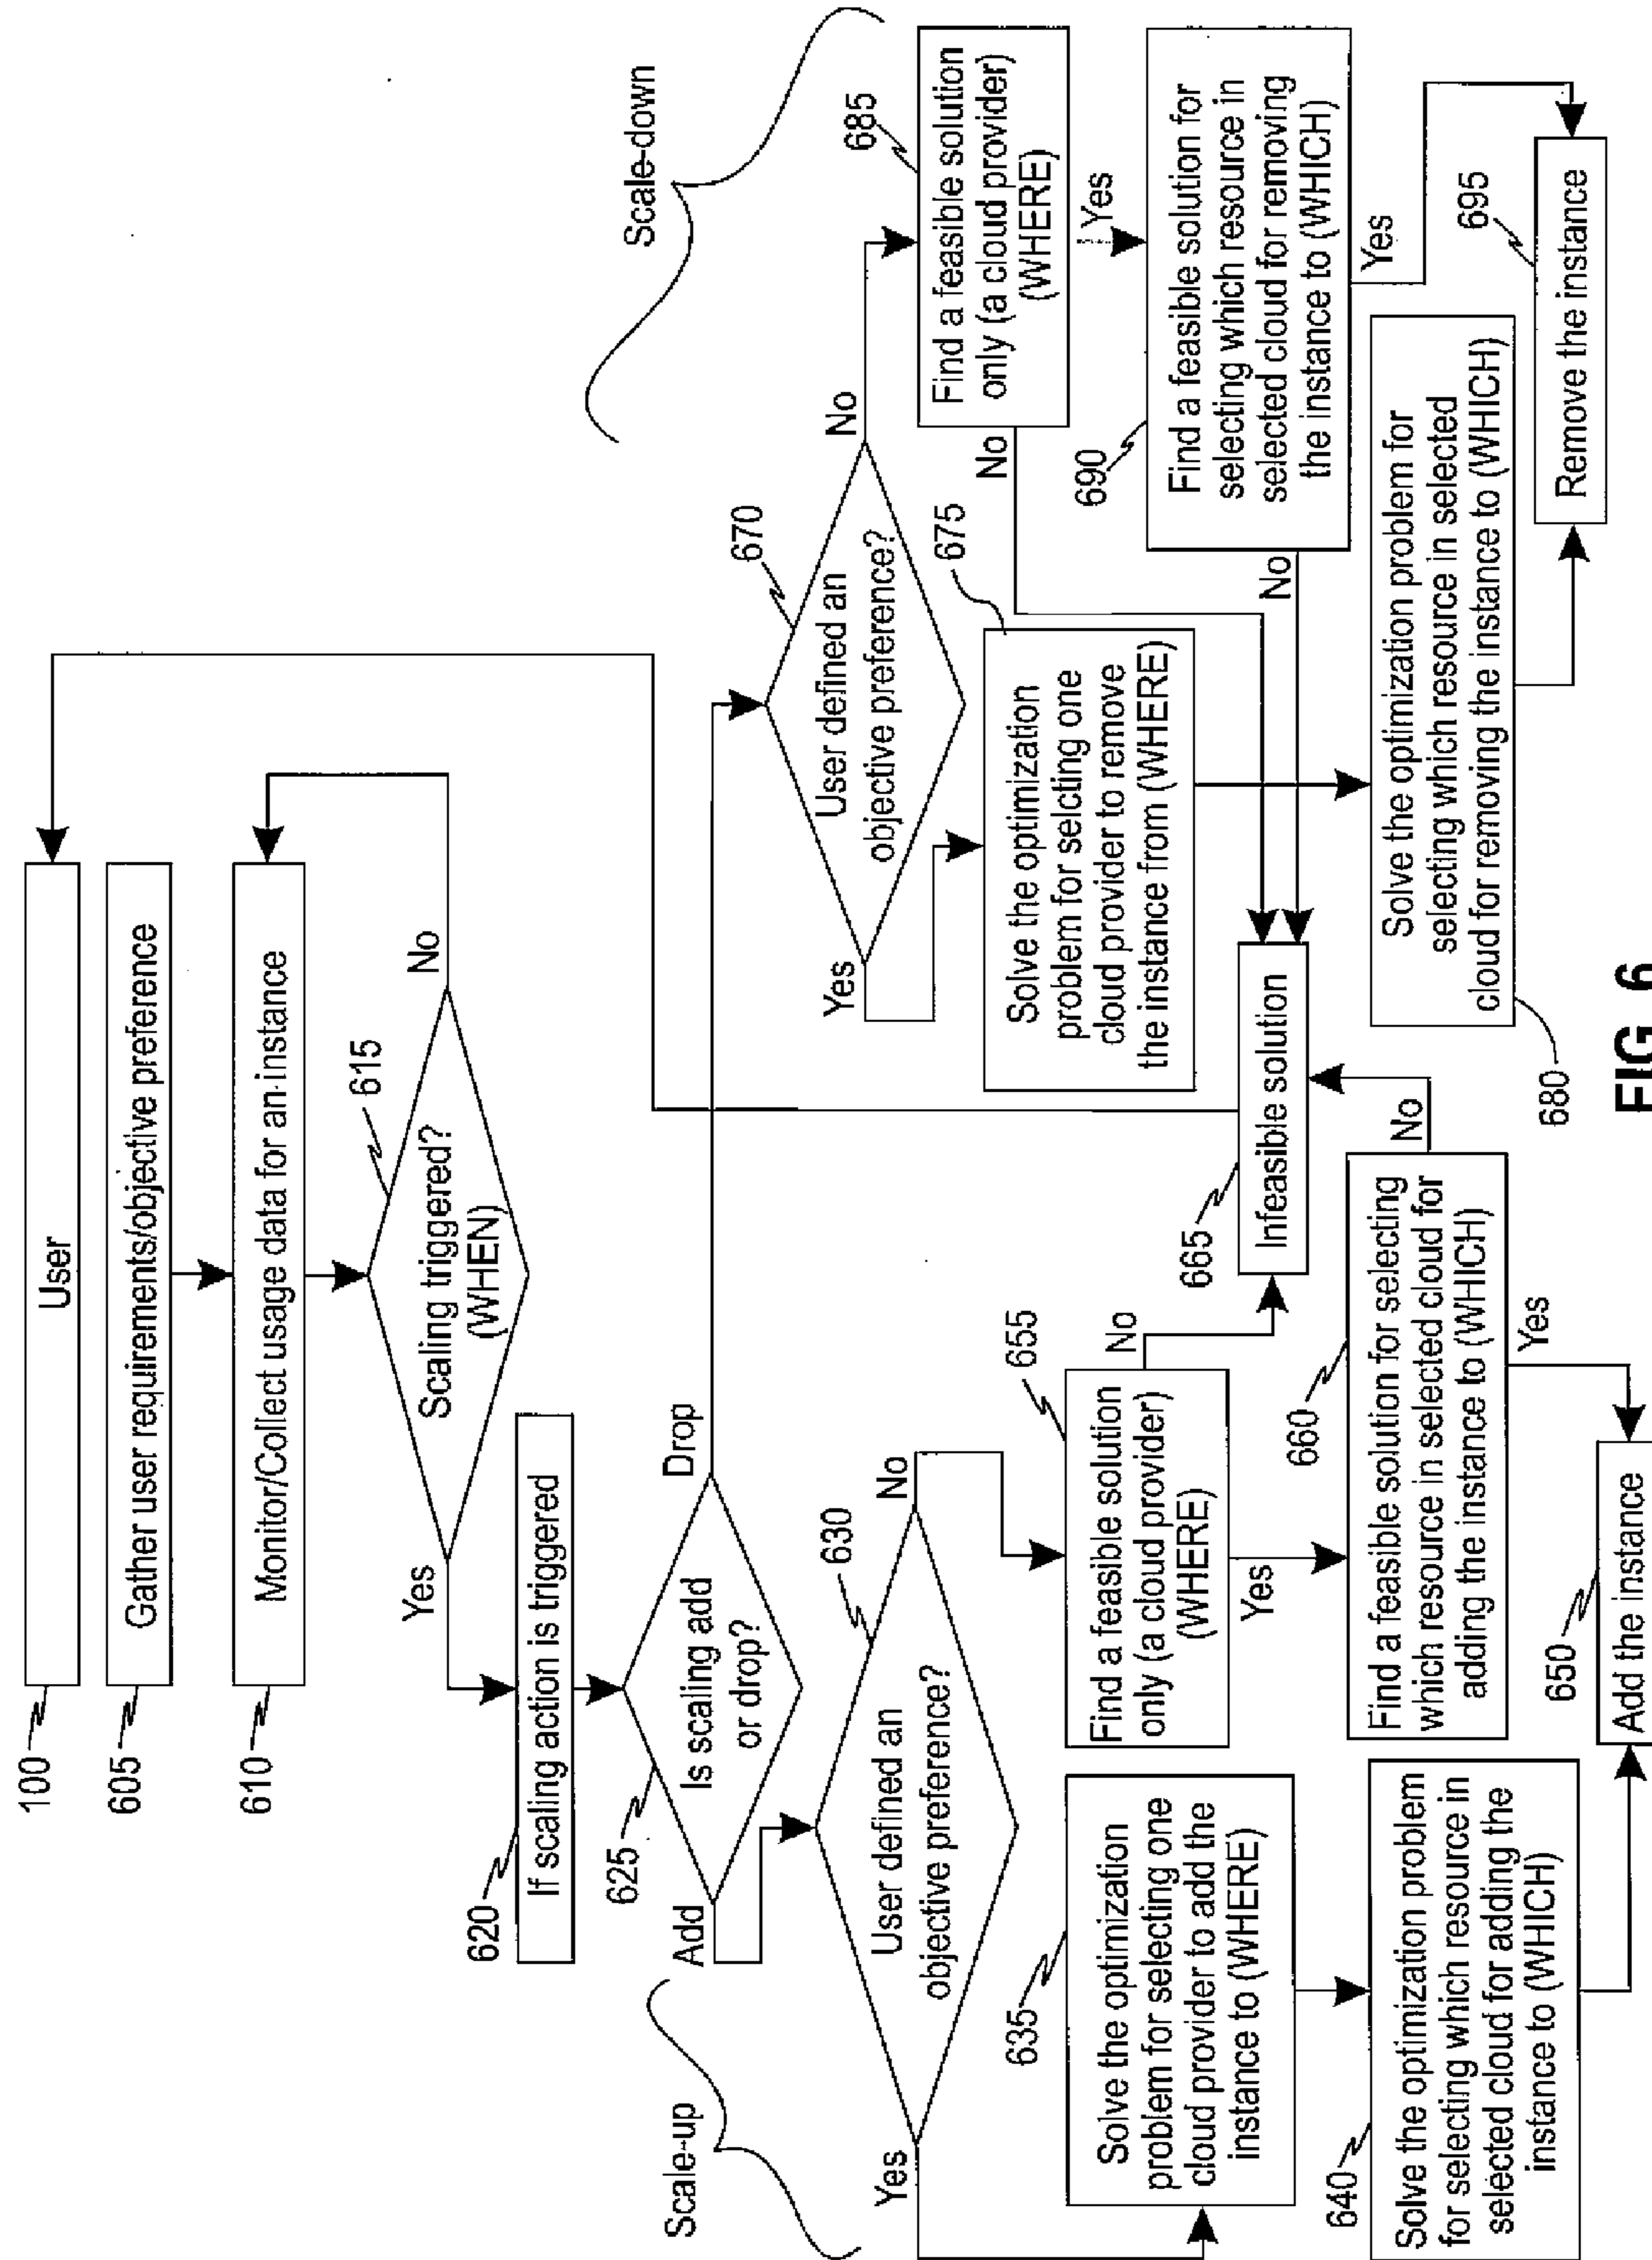 100
User
605
Gather user requirements/objective preference
610
Monitor/Collect usage data for an instance
615
Scaling triggered?
(WHEN)
No
Yes
620
If scaling action is triggered
625
Is scaling add
or drop?
Add
Drop
Scale-up
630
User defined an
objective preference?
Yes
No
635
Solve the optimization
problem for selecting one
cloud provider to add the
instance to (WHERE)
640
Solve the optimization problem
for selecting which resource in
selected cloud for adding the
instance to (WHICH)
655
Find a feasible solution
only (a cloud provider)
(WHERE)
No
Yes
660
Find a feasible solution for selecting
which resource in selected cloud for
adding the instance to (WHICH)
No
Yes
650
Add the instance
665
Infeasible solution
Scale-down
670
User defined an
objective preference?
Yes
No
675
Solve the optimization
problem for selcting one
cloud provider to remove
the instance from (WHERE)
680
Solve the optimization problem for
selecting which resource in selected
cloud for removing the instance to (WHICH)
685
Find a feasible solution
only (a cloud provider)
(WHERE)
No
Yes
690
Find a feasible solution for
selecting which resource in
selected cloud for removing
the instance to (WHICH)
No
Yes
695
Remove the instance
FIG 6